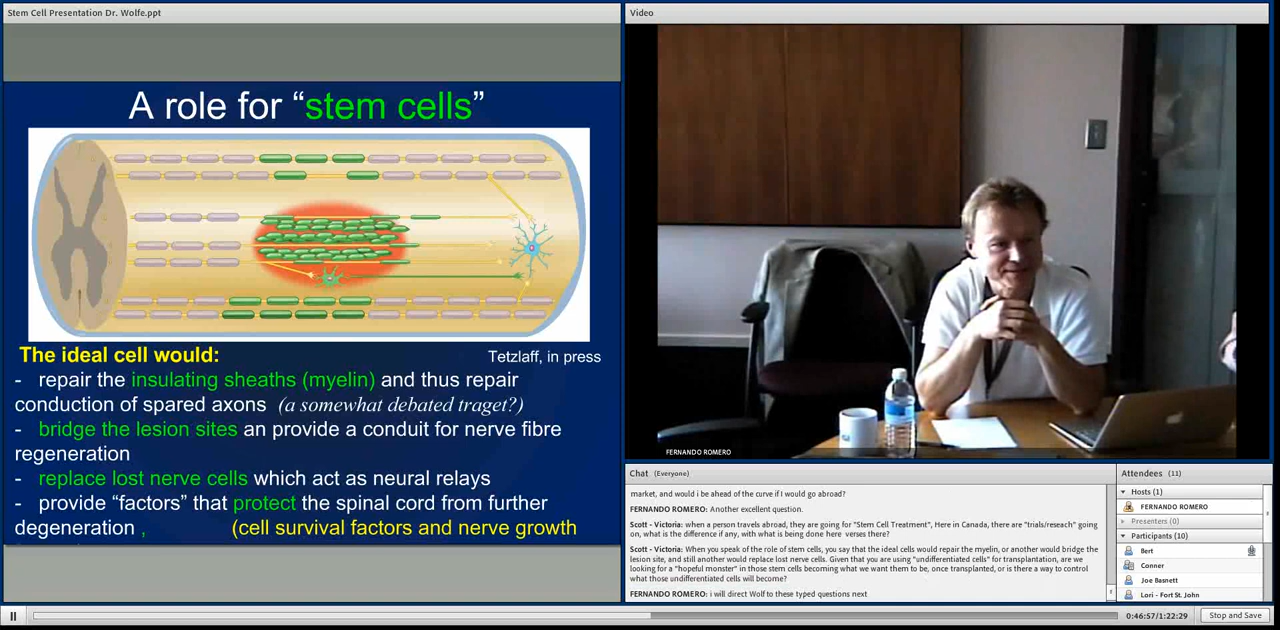 Stem Cell Presentation Dr. Wolfe.ppt
A role for “stem cells”
The ideal cell would:
Tetzlaff, in press
- repair the insulating sheaths (myelin) and thus repair
conduction of spared axons (a somewhat debated traget?)
- bridge the lesion sites an provide a conduit for nerve fibre
regeneration
- replace lost nerve cells which act as neural relays
- provide “factors” that protect the spinal cord from further
degeneration , (cell survival factors and nerve growth
Video
FERNANDO ROMERO
Chat (Everyone)
market, and would i be ahead of the curve if I would go abroad?
FERNANDO ROMERO: Another excellent question.
Scott - Victoria: when a person travels abroad, they are going for "Stem Cell Treatment", Here in Canada, there are "trials/reseach" going
on, what is the difference if any, with what is being done here verses there?
Scott - Victoria: When you speak of the role of stem cells, you say that the ideal cells would repair the myelin, or another would bridge the
lesion site, and still another would replace lost nerve cells. Given that you are using "undifferentiated cells" for transplantation, are we
looking for a "hopeful monster" in those stem cells becoming what we want them to be, once transplanted, or is there a way to control
what those undifferentiated cells will become?
FERNANDO ROMERO: i will direct Wolf to these typed questions next
Attendees (11)
Hosts (1)
FERNANDO ROMERO
Presenters (0)
Participants (10)
Bert
Conner
Joe Basnett
Lori - Fort St. John
0:46:57/1:22:29
Stop and Save